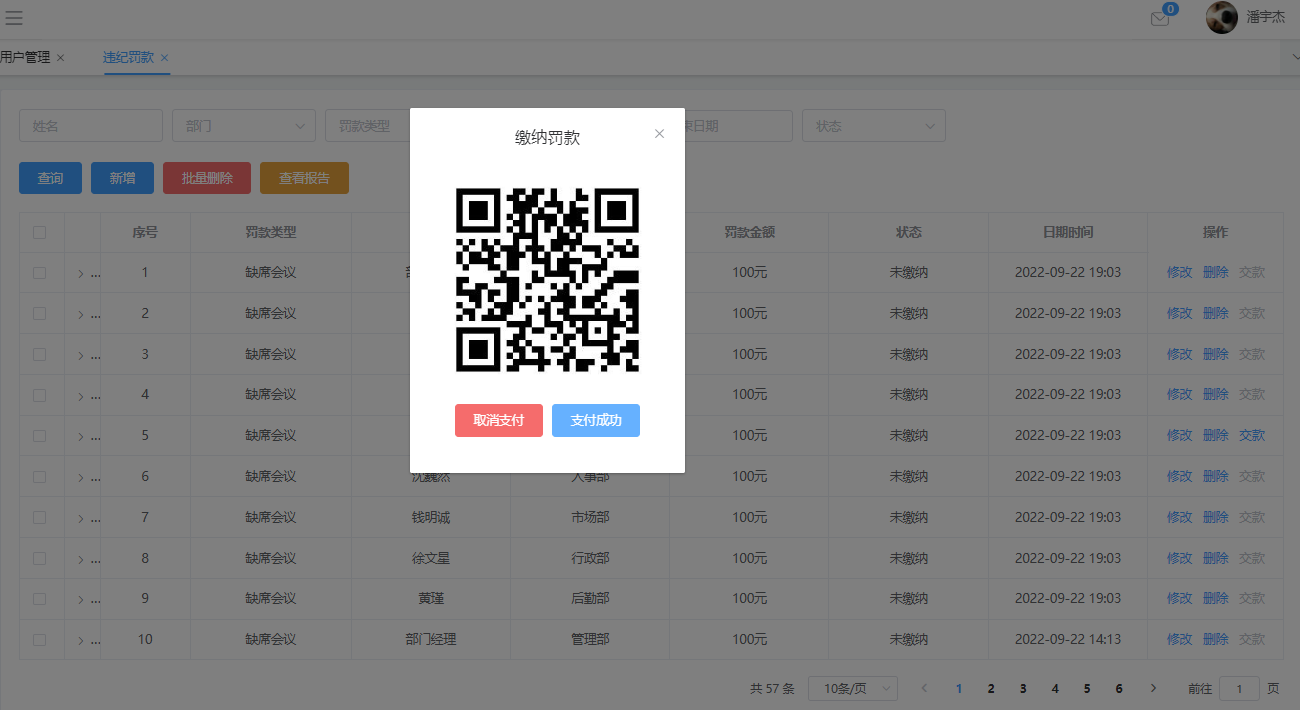 0 潘宇杰
用户管理 × 违纪罚款 ×
姓名 部门 罚款类型 束日期 状态
查询 新增 批量删除 查看报告
缴纳罚款 ×
取消支付 支付成功
序号 罚款类型 罚款金额 状态 日期时间 操作
> ... 1 缺席会议 100元 未缴纳 2022-09-22 19:03 修改 删除 交款
> ... 2 缺席会议 100元 未缴纳 2022-09-22 19:03 修改 删除 交款
> ... 3 缺席会议 100元 未缴纳 2022-09-22 19:03 修改 删除 交款
> ... 4 缺席会议 100元 未缴纳 2022-09-22 19:03 修改 删除 交款
> ... 5 缺席会议 100元 未缴纳 2022-09-22 19:03 修改 删除 交款
> ... 6 缺席会议 沈巍然 人事部 100元 未缴纳 2022-09-22 19:03 修改 删除 交款
> ... 7 缺席会议 钱明诚 市场部 100元 未缴纳 2022-09-22 19:03 修改 删除 交款
> ... 8 缺席会议 徐文星 行政部 100元 未缴纳 2022-09-22 19:03 修改 删除 交款
> ... 9 缺席会议 黄瑾 后勤部 100元 未缴纳 2022-09-22 19:03 修改 删除 交款
> ... 10 缺席会议 部门经理 管理部 100元 未缴纳 2022-09-22 14:13 修改 删除 交款
共 57 条 10条/页 < 1 2 3 4 5 6 > 前往 1 页